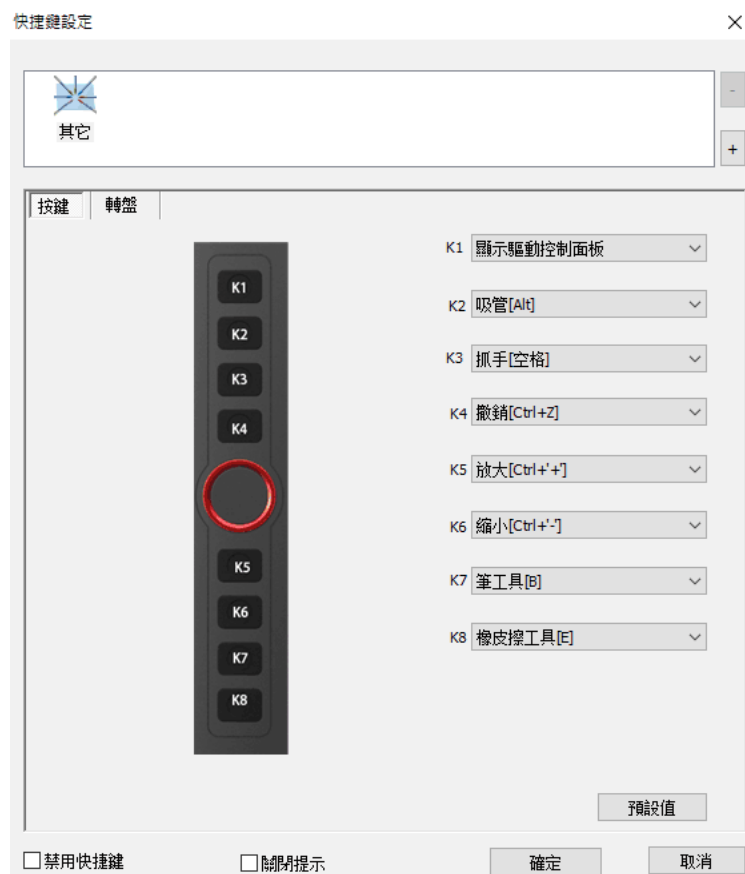 快捷鍵設定
其它
-
+
按鍵
轉盤
K1 顯示驅動控制面板
K2 吸管[Alt]
K3 抓手[空格]
K4 撤銷[Ctrl+Z]
K5 放大[Ctrl+'+']
K6 縮小[Ctrl+'-']
K7 筆工具[B]
K8 橡皮擦工具[E]
K1
K2
K3
K4
K5
K6
K7
K8
預設值
禁用快捷鍵
關閉提示
確定
取消